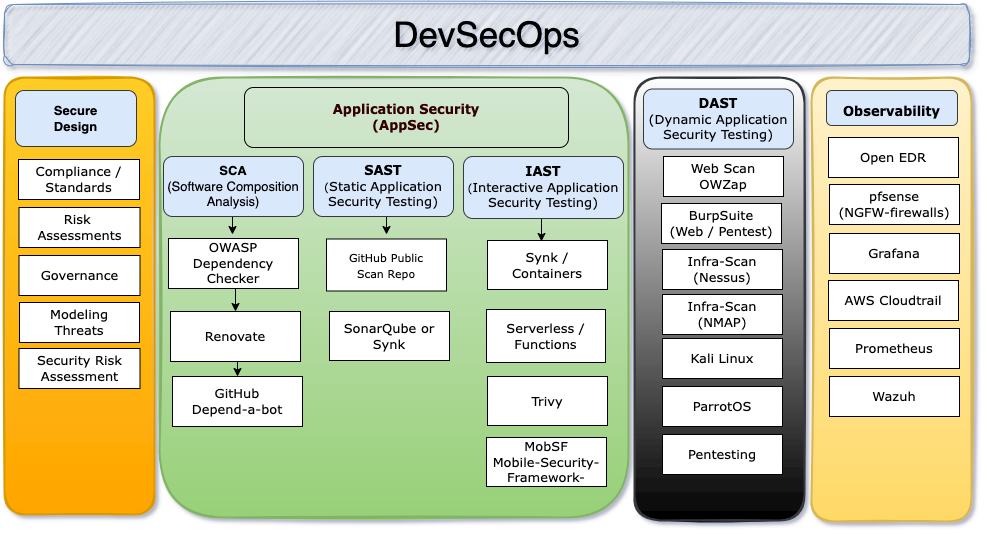 DevSecOps
Secure
Design
Compliance /
Standards
Risk
Assessments
Governance
Modeling
Threats
Security Risk
Assessment
Application Security
(AppSec)
SCA
(Software Composition
Analysis)
OWASP
Dependency
Checker
Renovate
GitHub
Depend-a-bot
SAST
(Static Application
Security Testing)
GitHub Public
Scan Repo
SonarQube or
Synk
IAST
(Interactive Application
Security Testing)
Synk /
Containers
Serverless /
Functions
Trivy
MobSF
Mobile-Security-
Framework-
DAST
(Dynamic Application
Security Testing)
Web Scan
OWZap
BurpSuite
(Web / Pentest)
Infra-Scan
(Nessus)
Infra-Scan
(NMAP)
Kali Linux
ParrotOS
Pentesting
Observability
Open EDR
pfsense
(NGFW-firewalls)
Grafana
AWS Cloudtrail
Prometheus
Wazuh